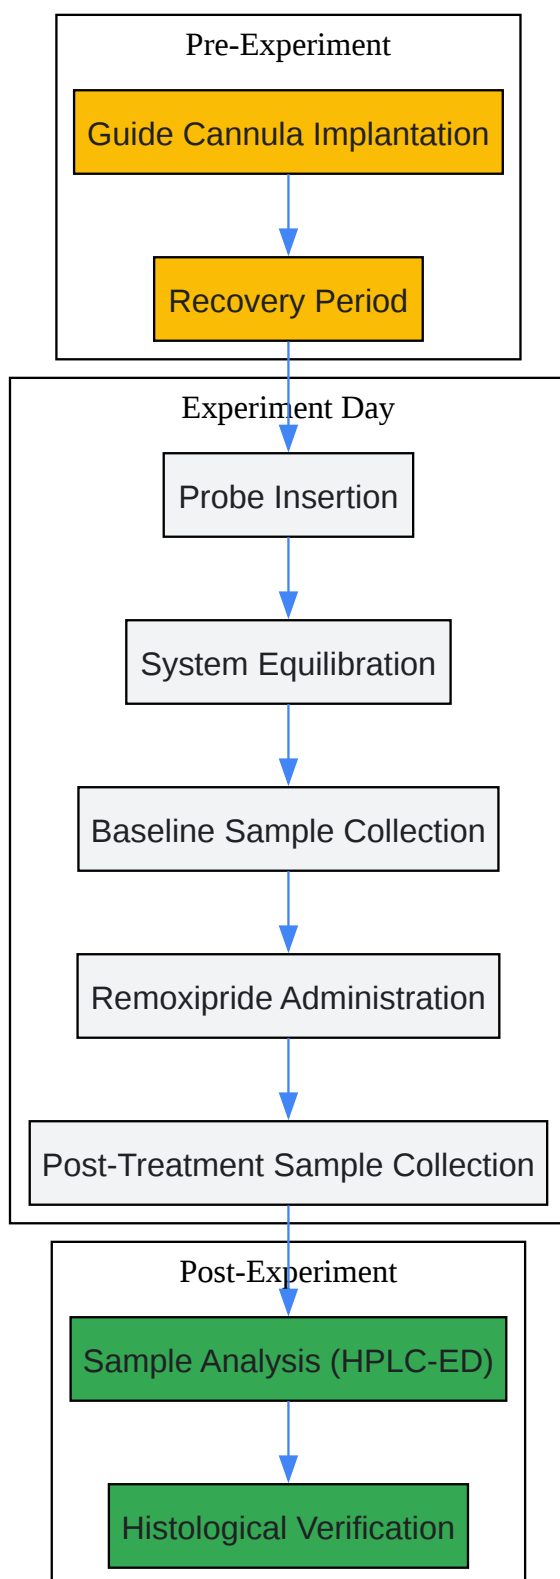 Pre-Experiment
Guide Cannula Implantation
Recovery Period
Experiment Day
Probe Insertion
System Equilibration
Baseline Sample Collection
Remoxipride Administration
Post-Treatment Sample Collection
Post-Experiment
Sample Analysis (HPLC-ED)
Histological Verification